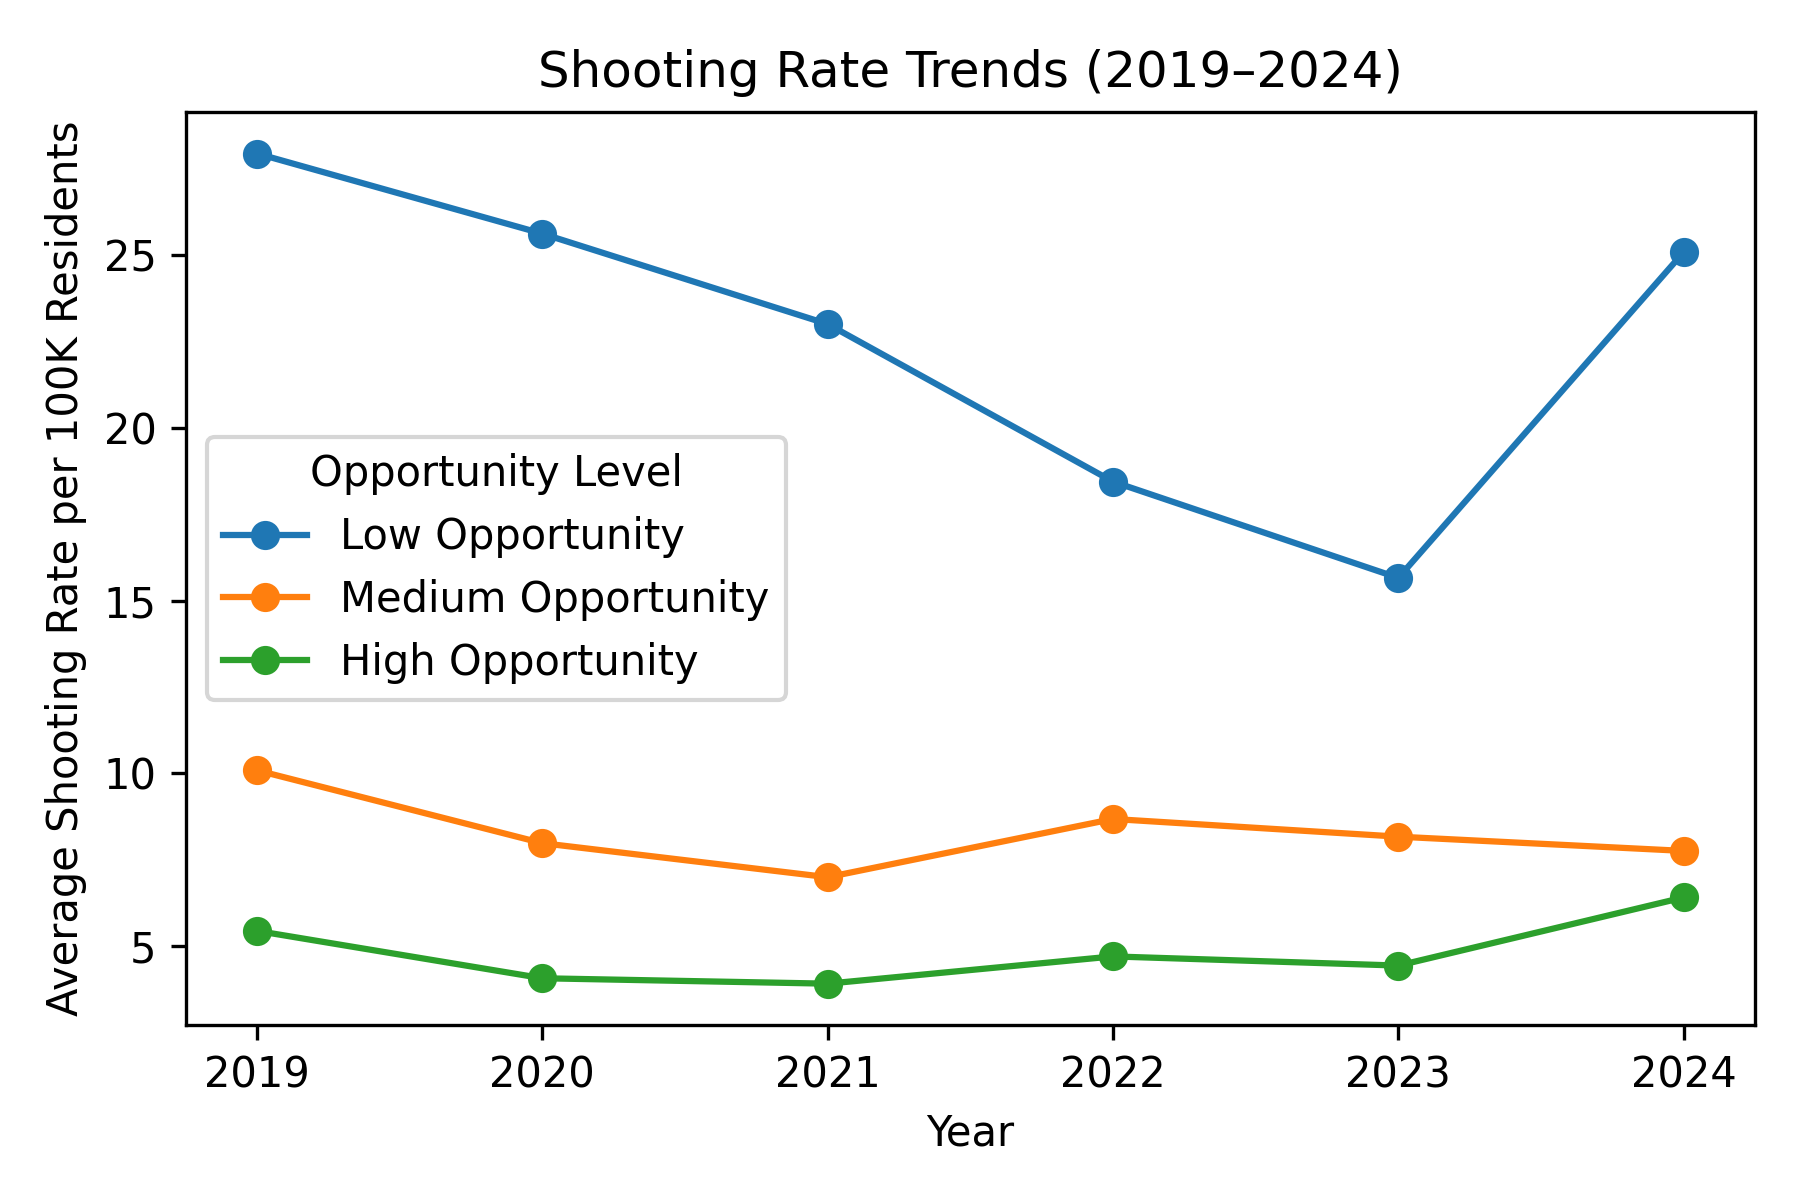 Shooting Rate Trends (2019–2024)
Average Shooting Rate per 100K Residents
25
20
15
10
5
Opportunity Level
Low Opportunity
Medium Opportunity
High Opportunity
2019 2020 2021 2022 2023 2024
Year